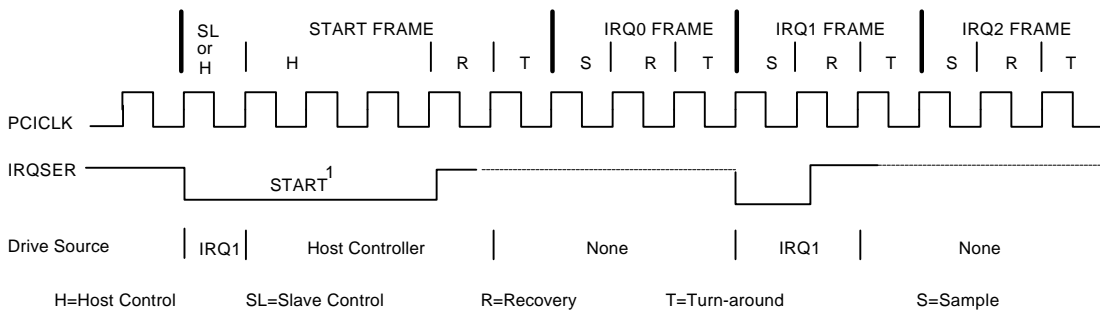 SL
or
H
START FRAME
IRQ0 FRAME
IRQ1 FRAME
IRQ2 FRAME
H
R
T
S
R
T
S
R
T
S
R
T
PCICLK
IRQSER
START1
Drive Source
IRQ1
Host Controller
None
IRQ1
None
H=Host Control
SL=Slave Control
R=Recovery
T=Turn-around
S=Sample